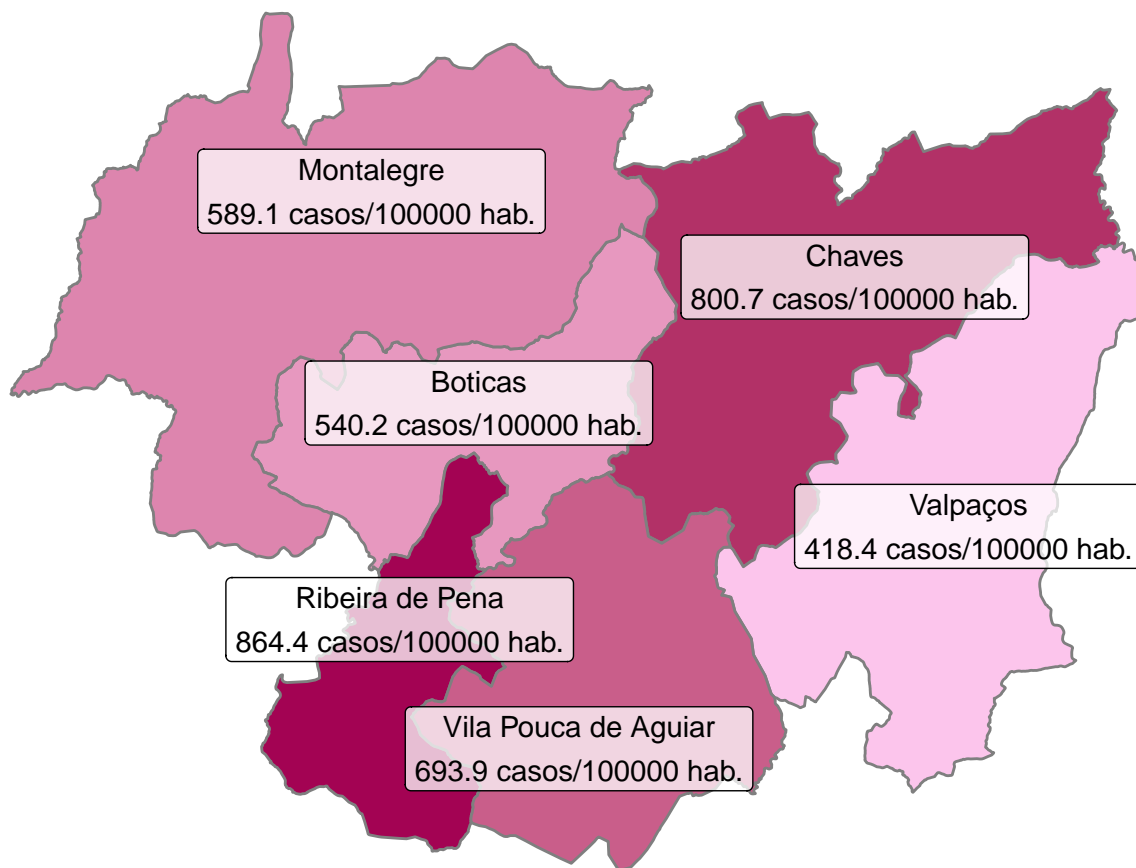 Montalegre
589.1 casos/100000 hab.
Chaves
800.7 casos/100000 hab.
Boticas
540.2 casos/100000 hab.
Valpaços
418.4 casos/100000 hab.
Ribeira de Pena
864.4 casos/100000 hab.
Vila Pouca de Aguiar
693.9 casos/100000 hab.